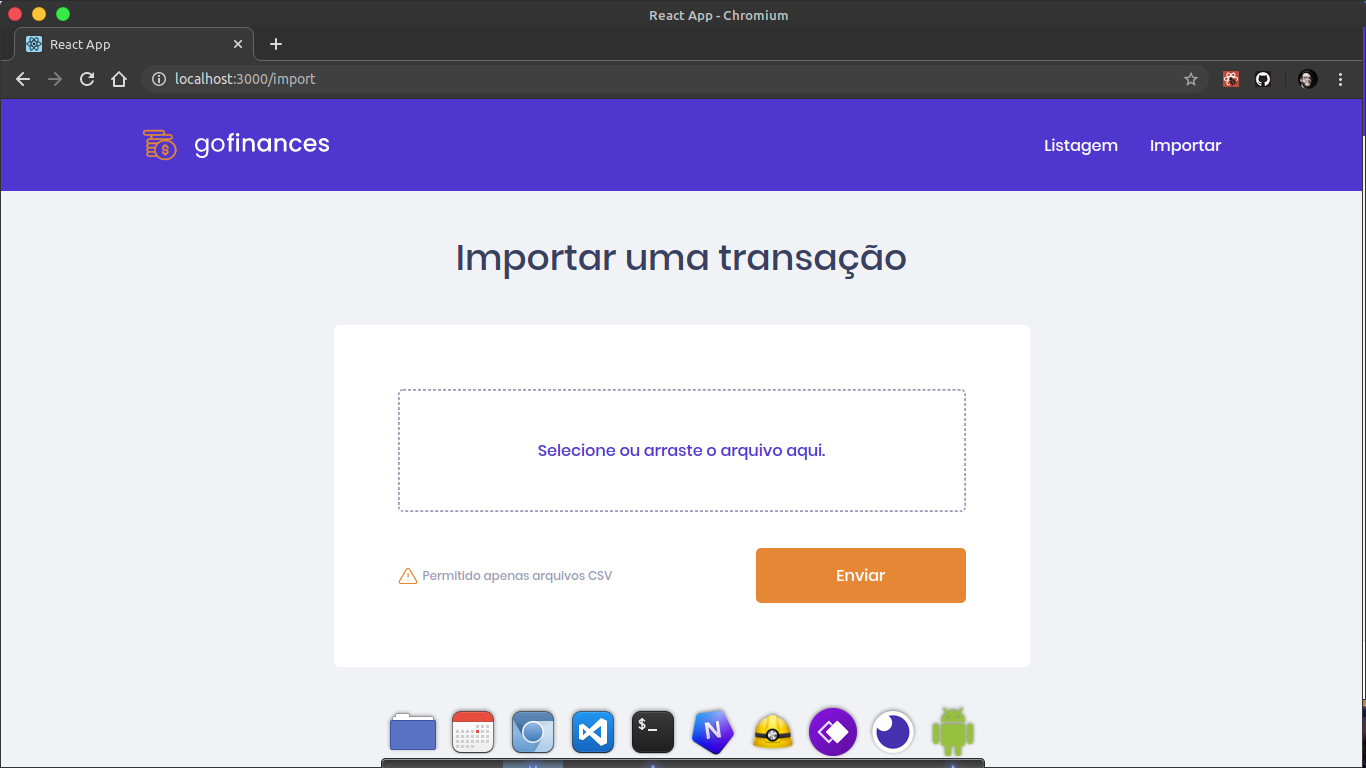 React App - Chromium
React App
localhost:3000/import
gofinances
Listagem Importar
Importar uma transação
Selecione ou arraste o arquivo aqui.
Permitido apenas arquivos CSV
Enviar
$_
N